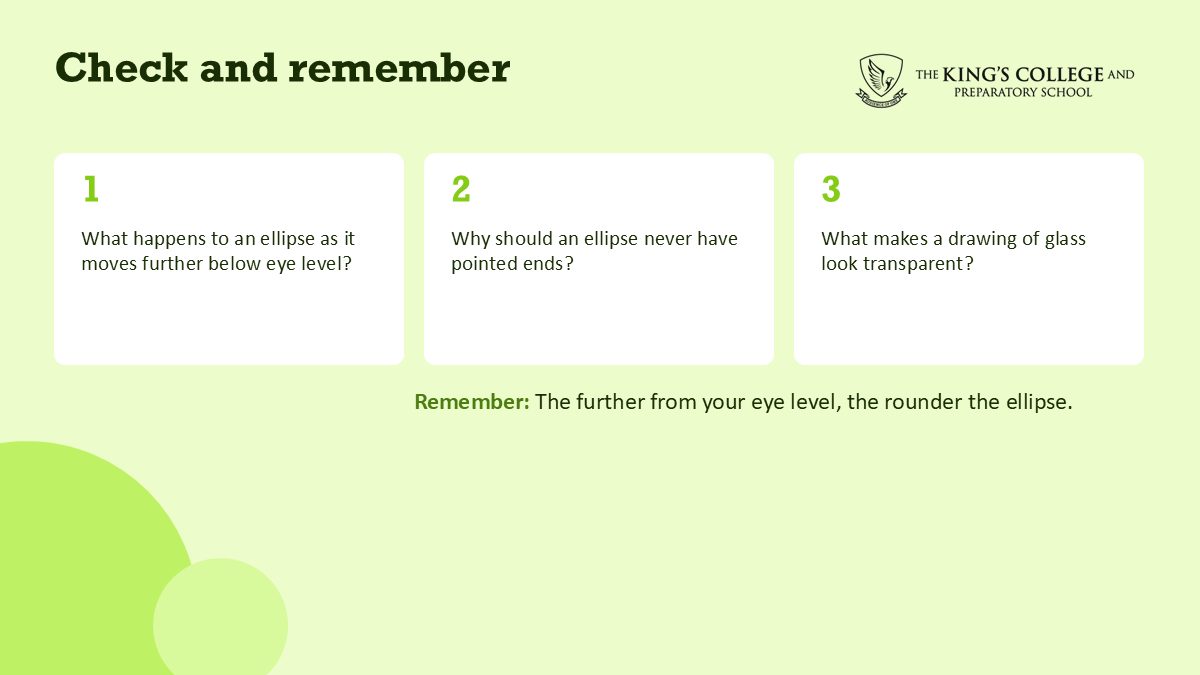 Check and remember
THE KING'S COLLEGE AND
PREPARATORY SCHOOL
1
What happens to an ellipse as it
moves further below eye level?
2
Why should an ellipse never have
pointed ends?
3
What makes a drawing of glass
look transparent?
Remember: The further from your eye level, the rounder the ellipse.